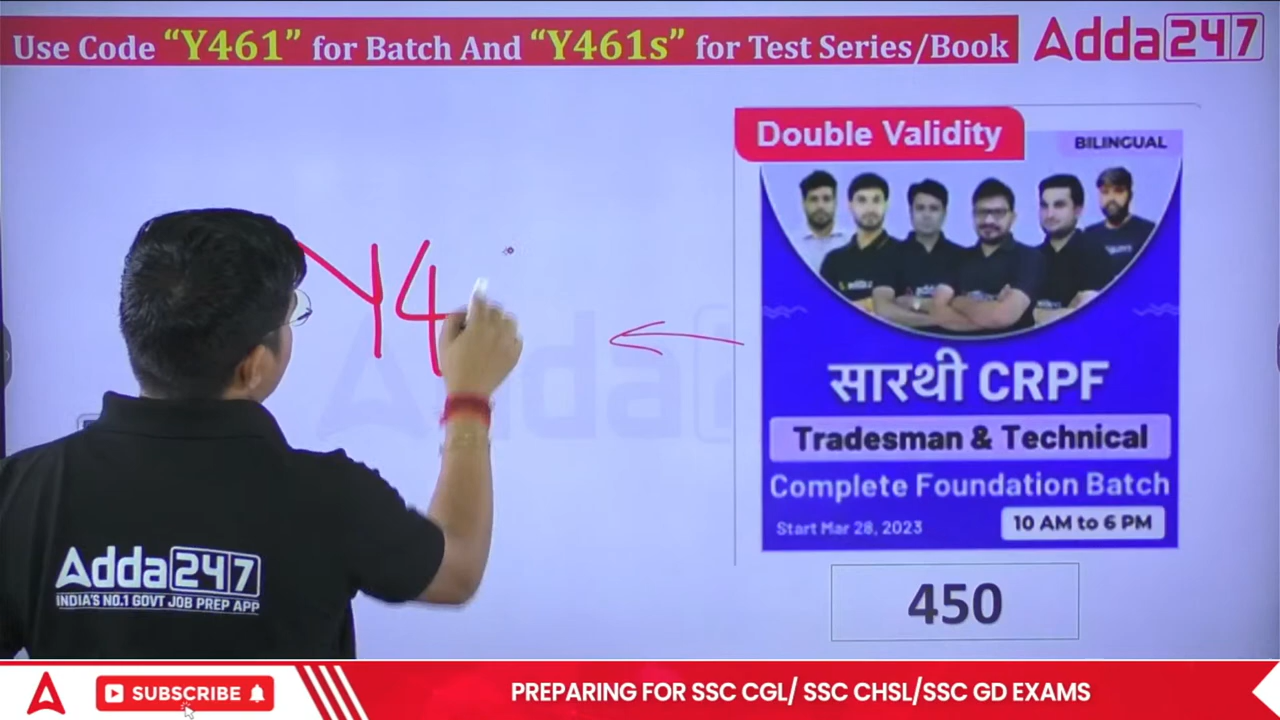 Use Code “Y461” for Batch And “Y461s” for Test Series/Book
Adda247
Double Validity
BILINGUAL
Y4
सारथी CRPF
Tradesman & Technical
Complete Foundation Batch
Start Mar 28, 2023
10 AM to 6 PM
450
Adda247
INDIA'S NO.1 GOVT JOB PREP APP
SUBSCRIBE
PREPARING FOR SSC CGL/ SSC CHSL/SSC GD EXAMS